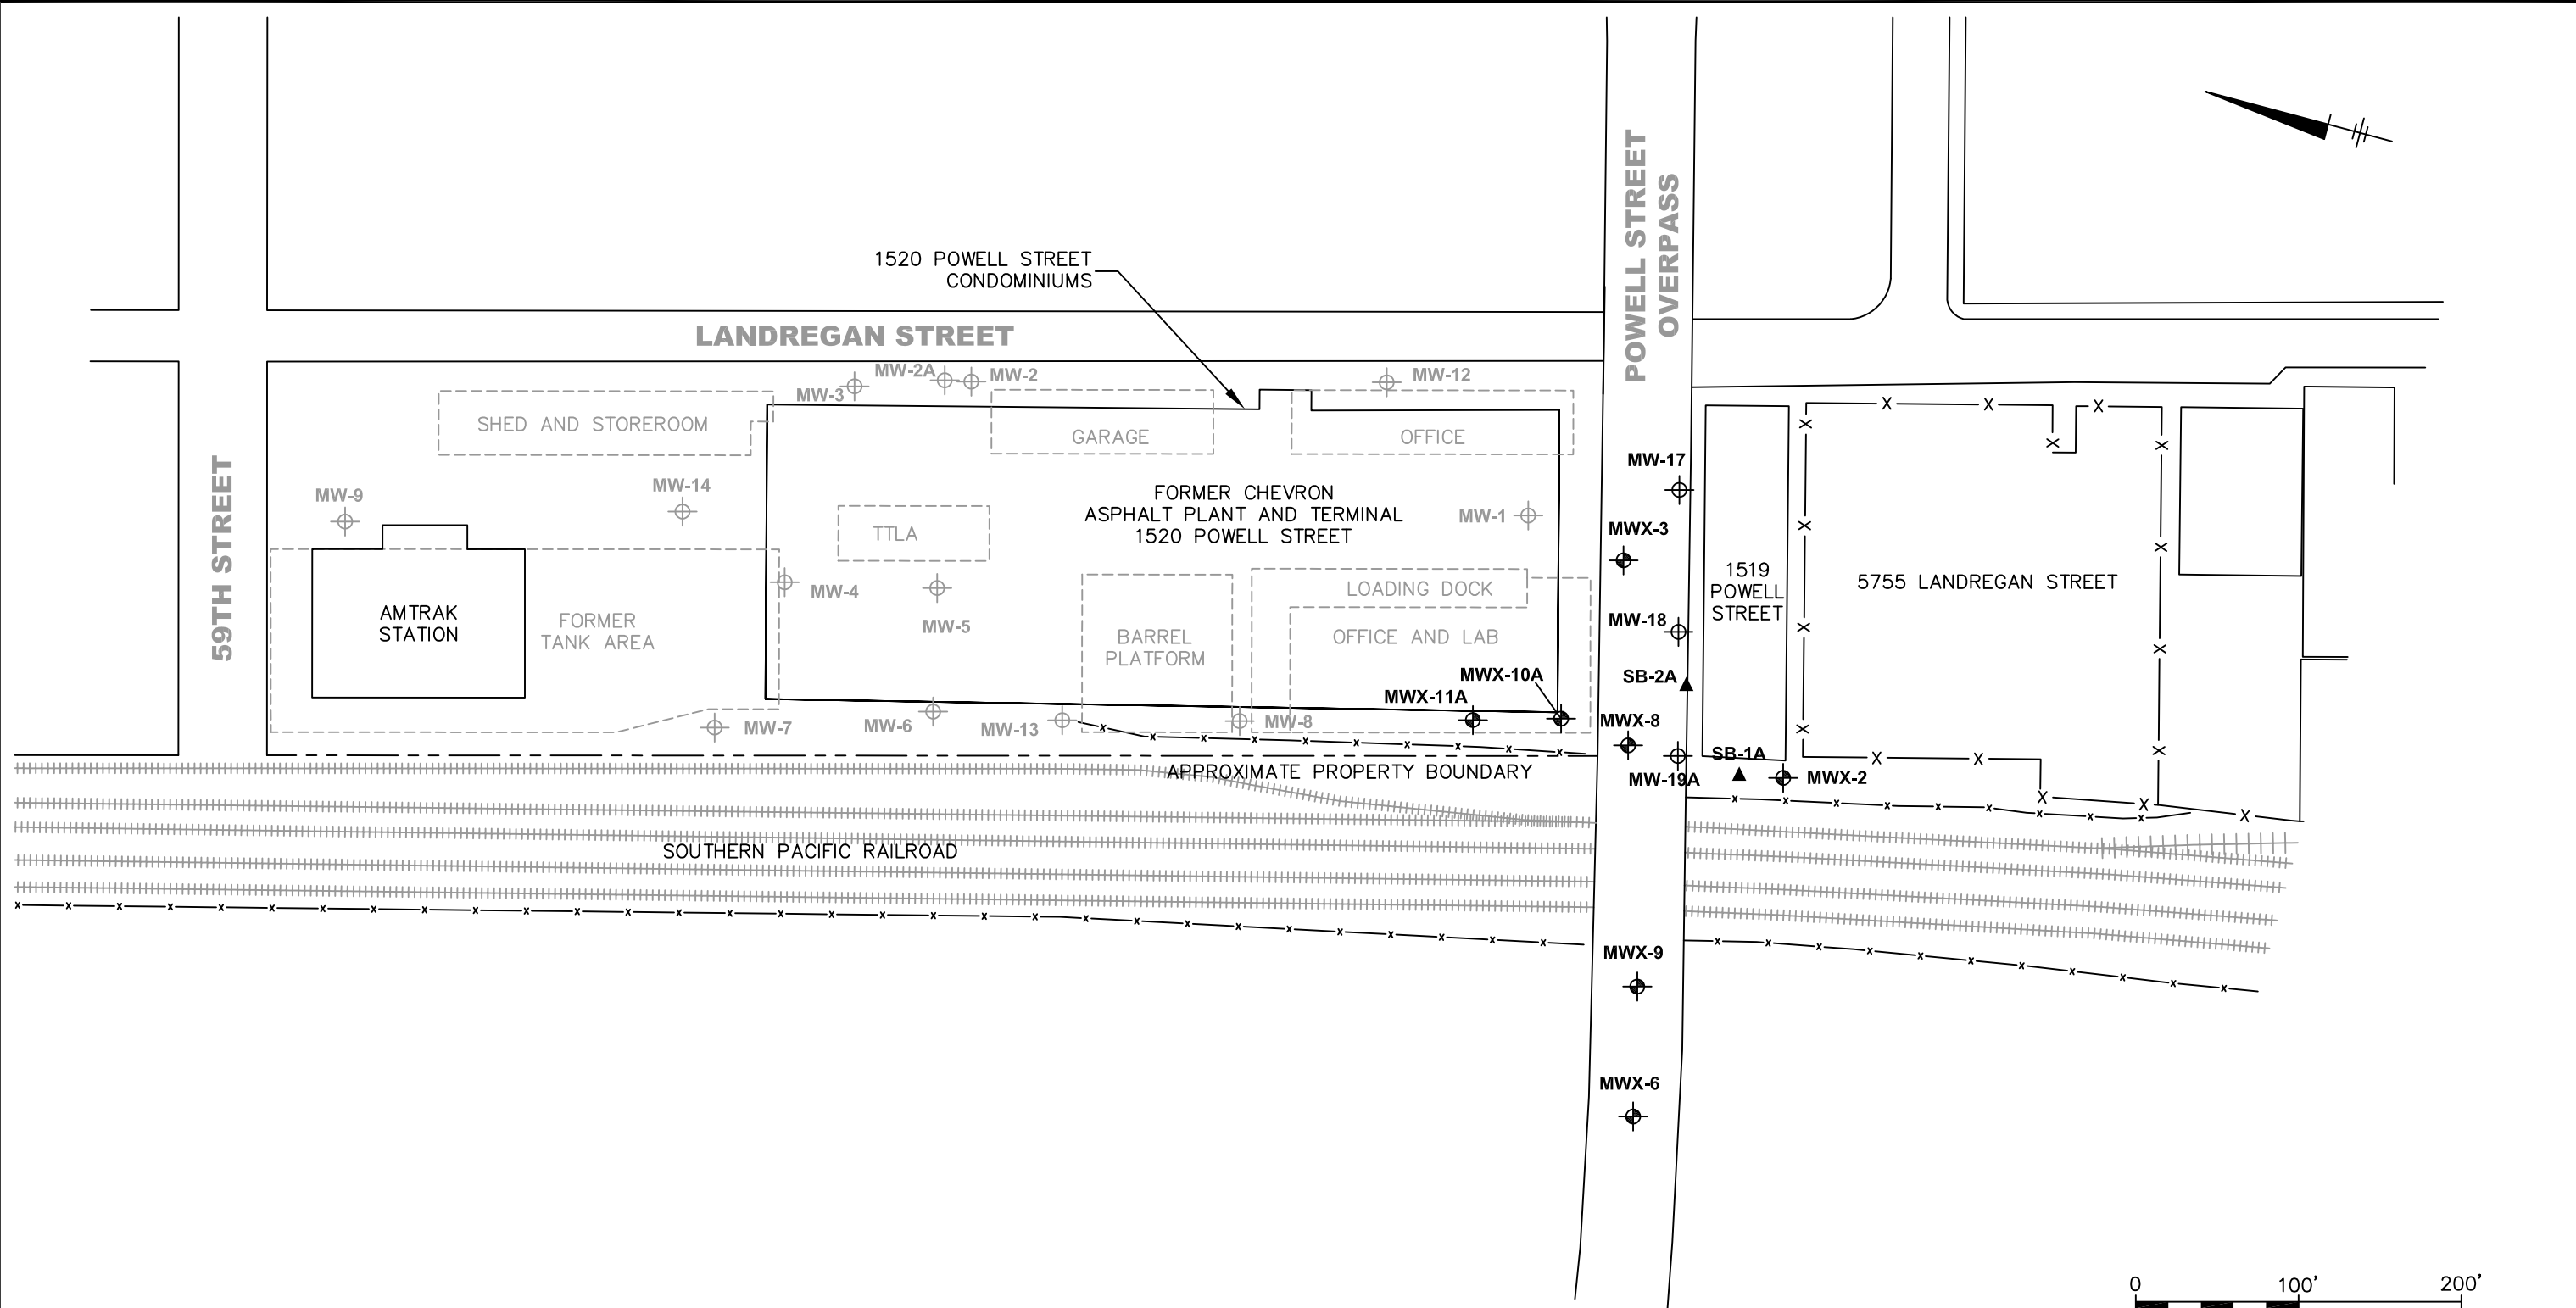 1520 POWELL STREET
CONDOMINIUMS
LANDREGAN STREET
POWELL STREET
OVERPASS
59TH STREET
MW-3
MW-2A
MW-2
MW-12
SHED AND STOREROOM
GARAGE
OFFICE
MW-9
MW-14
FORMER CHEVRON
ASPHALT PLANT AND TERMINAL
1520 POWELL STREET
MW-1
TTLA
MW-4
MW-5
LOADING DOCK
OFFICE AND LAB
BARREL
PLATFORM
AMTRAK
STATION
FORMER
TANK AREA
MW-7
MW-6
MW-13
MW-8
MWX-11A
MWX-10A
MW-17
MWX-3
MW-18
SB-2A
MWX-8
MW-19A
SB-1A
MWX-2
1519
POWELL
STREET
5755 LANDREGAN STREET
APPROXIMATE PROPERTY BOUNDARY
SOUTHERN PACIFIC RAILROAD
MWX-9
MWX-6
0 100' 200'